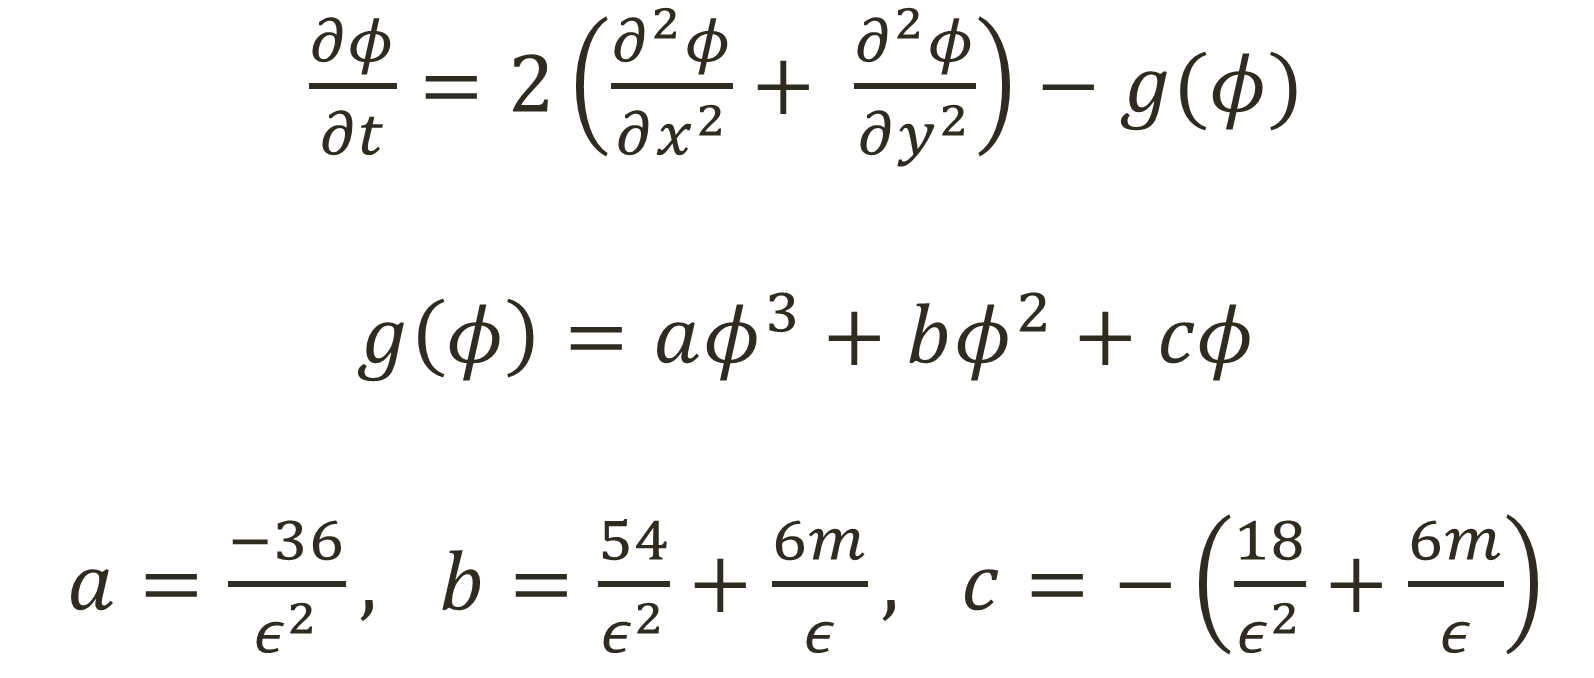 ∂ϕ/∂t = 2(∂²ϕ/∂x² + ∂²ϕ/∂y²) − g(ϕ)
g(ϕ) = aϕ³ + bϕ² + cϕ
a = −36/ϵ², b = 54/ϵ² + 6m/ϵ, c = −(18/ϵ² + 6m/ϵ)